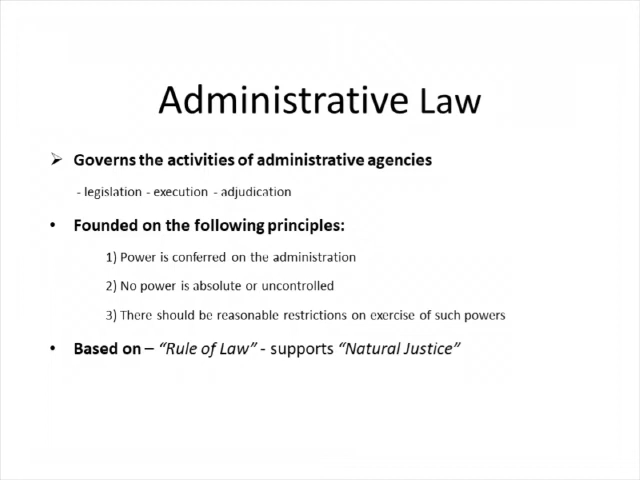 Administrative Law
➢ Governs the activities of administrative agencies
- legislation - execution - adjudication
• Founded on the following principles:
1) Power is conferred on the administration
2) No power is absolute or uncontrolled
3) There should be reasonable restrictions on exercise of such powers
• Based on – “Rule of Law” - supports “Natural Justice”